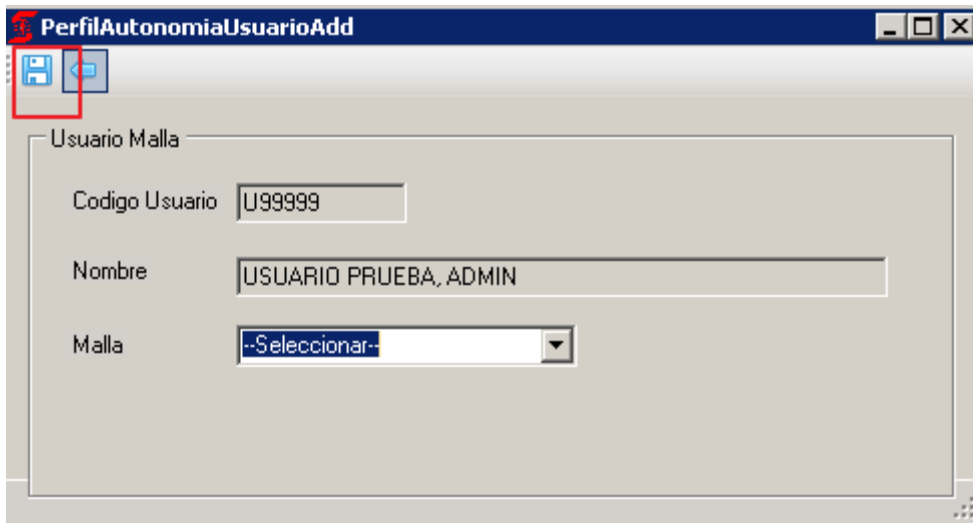 PerfilAutonomiaUsuarioAdd
Usuario Malla
Codigo Usuario U99999
Nombre USUARIO PRUEBA, ADMIN
Malla --Seleccionar--